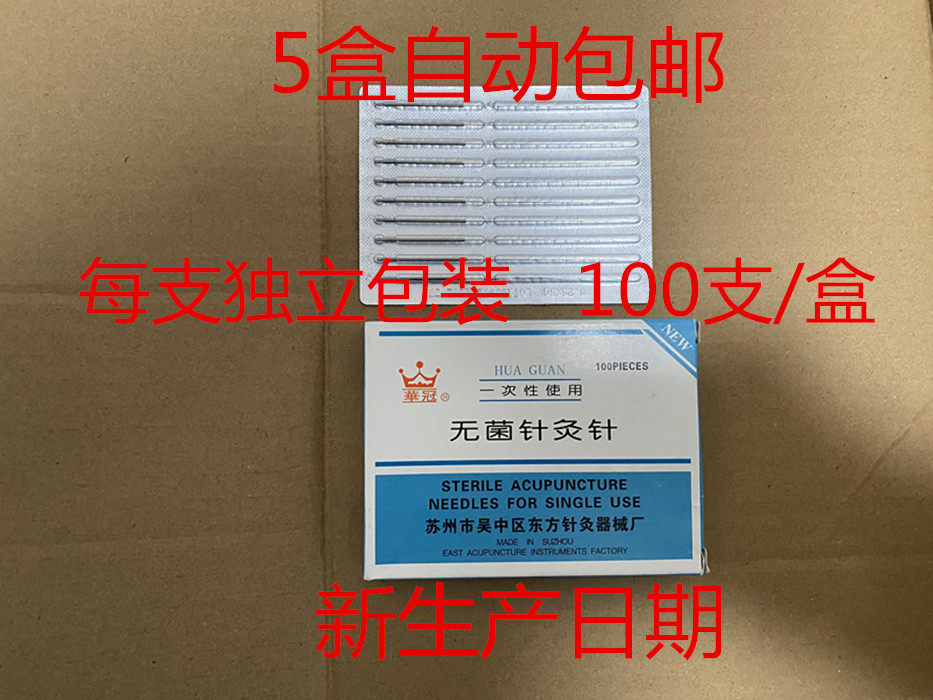 5盒自动包邮
每支独立包装 100支/盒
NEW
華冠®
HUA GUAN
100PIECES
一次性使用
无菌针灸针
STERILE ACUPUNCTURE
NEEDLES FOR SINGLE USE
苏州市吴中区东方针灸器械厂
MADE IN SUZHOU
EAST ACUPUNCTURE INSTRUMENTS FACTORY
新生产日期